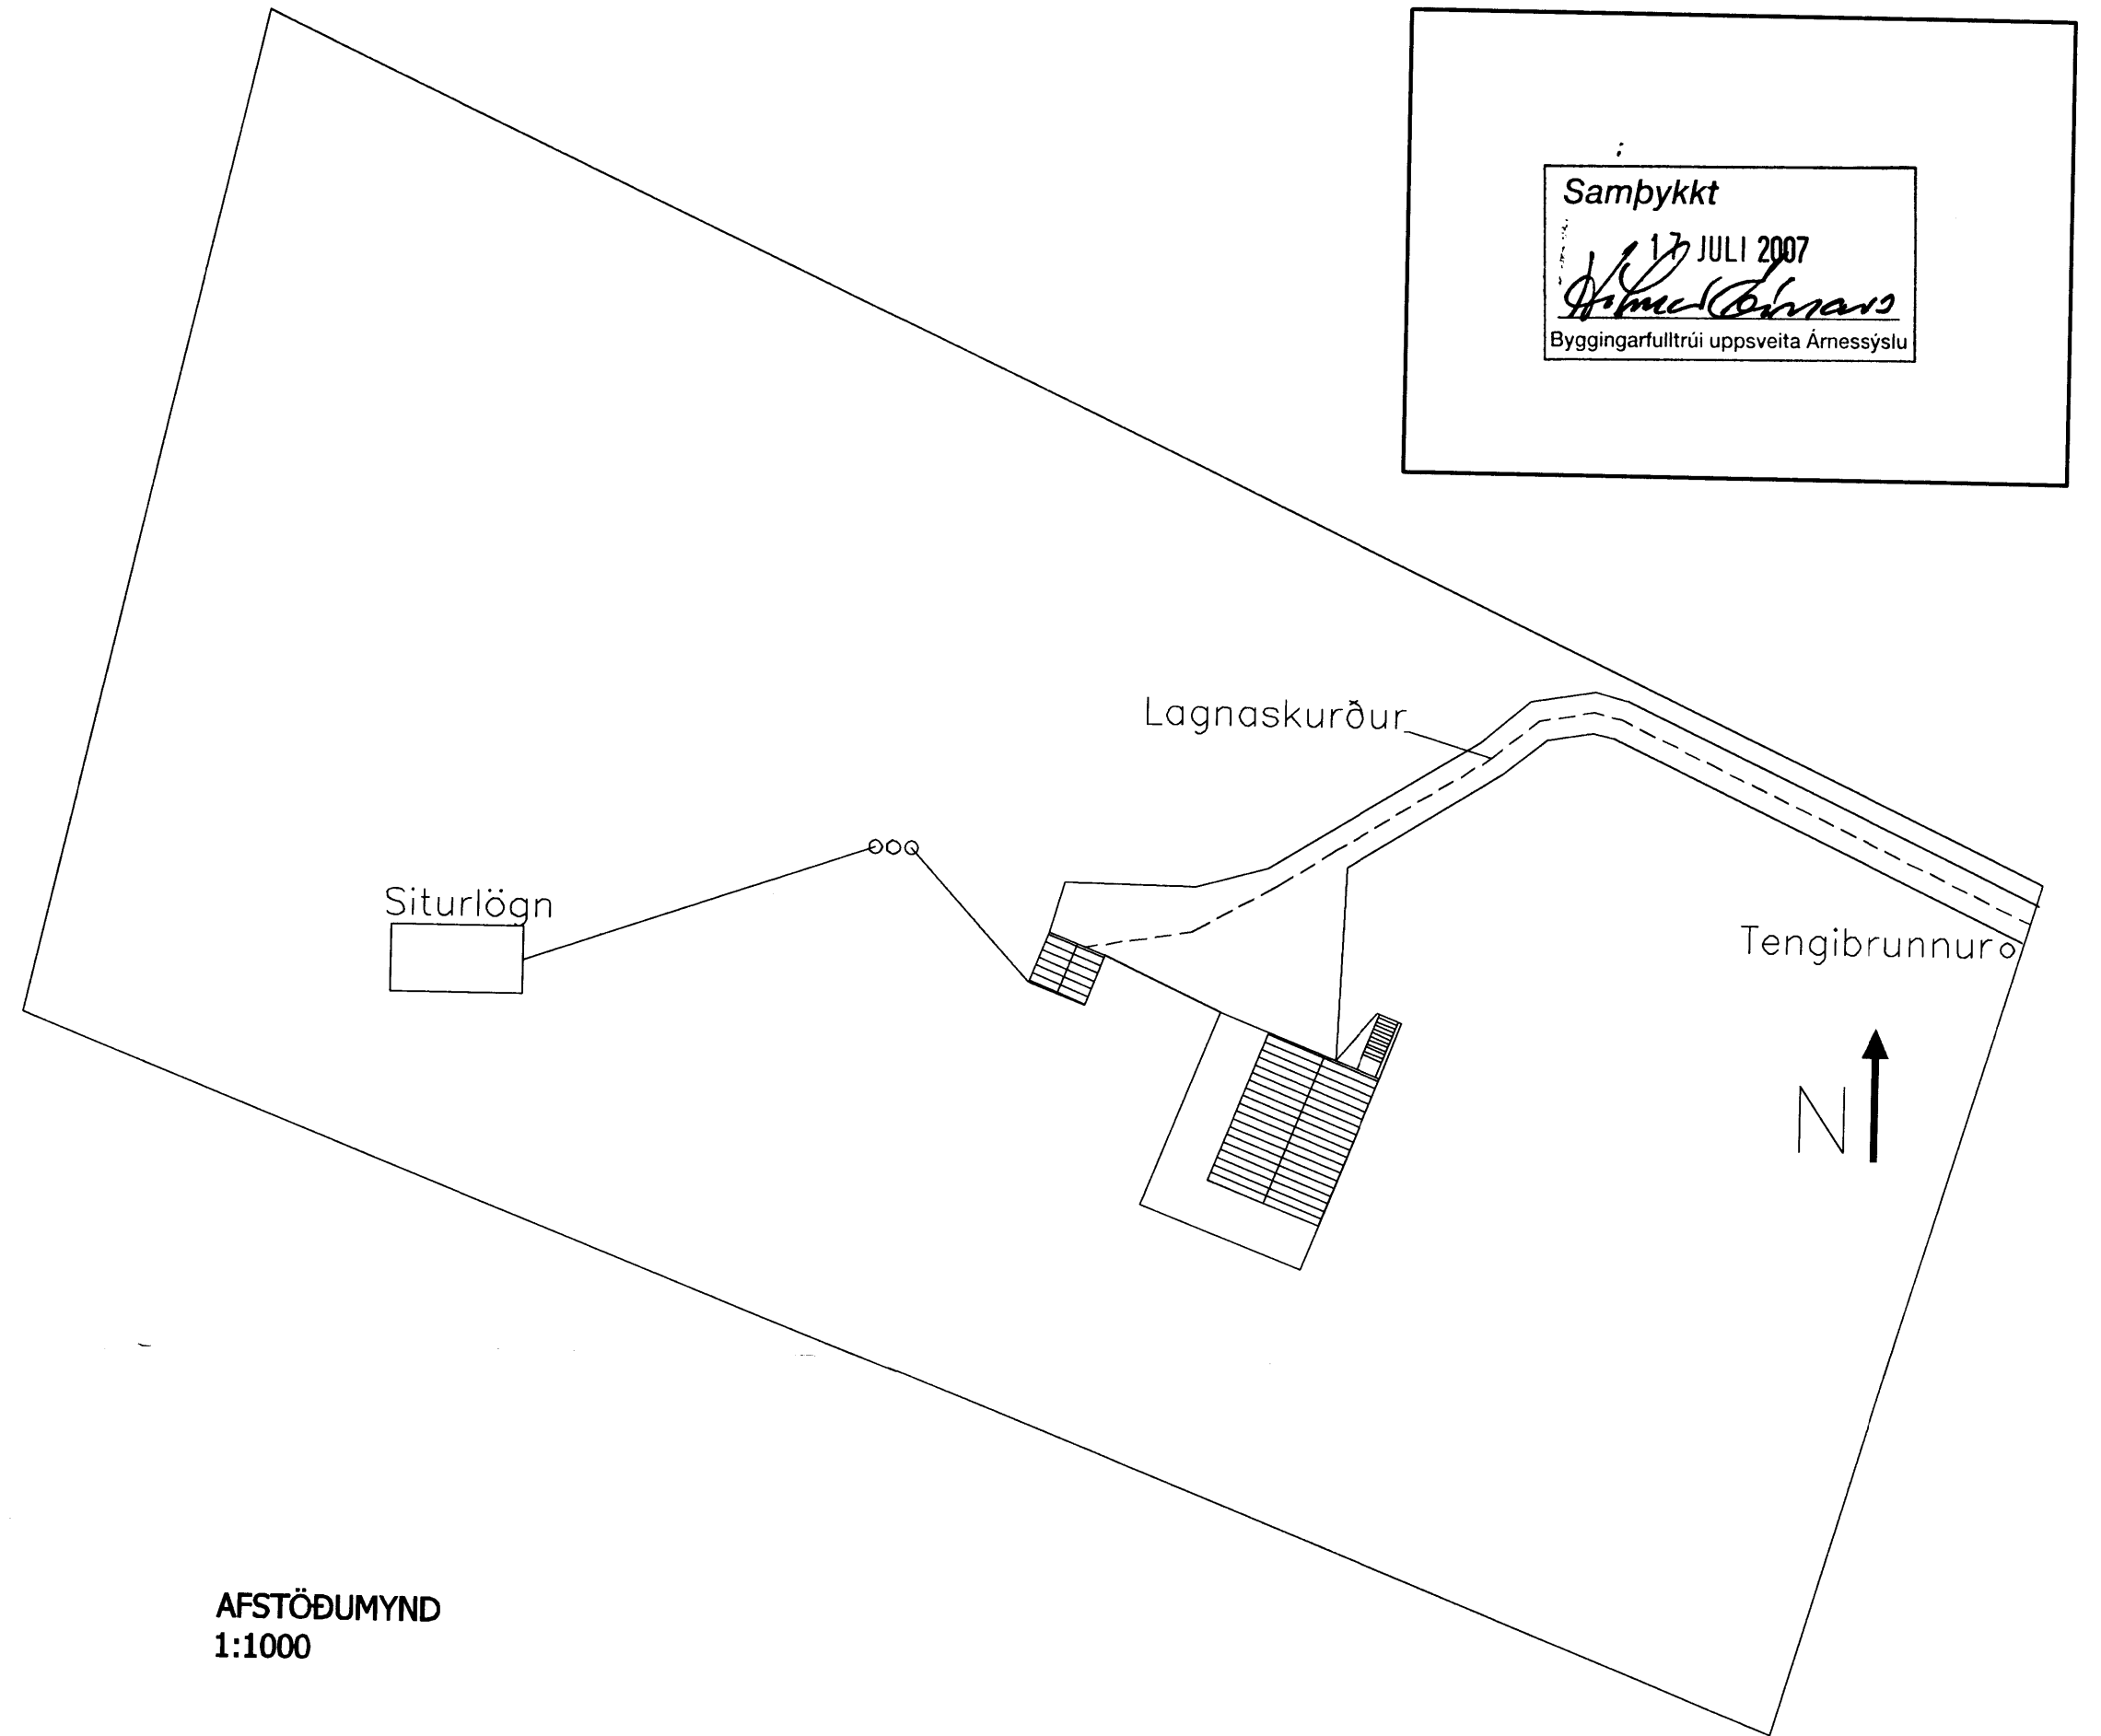 Samþykkt
17 JULI 2007
Byggingarfulltrúi uppsveita Árnessýslu
Lagnaskurður
Siturlögn
Tengibrunnur
N
AFSTÖÐUMYND
1:1000